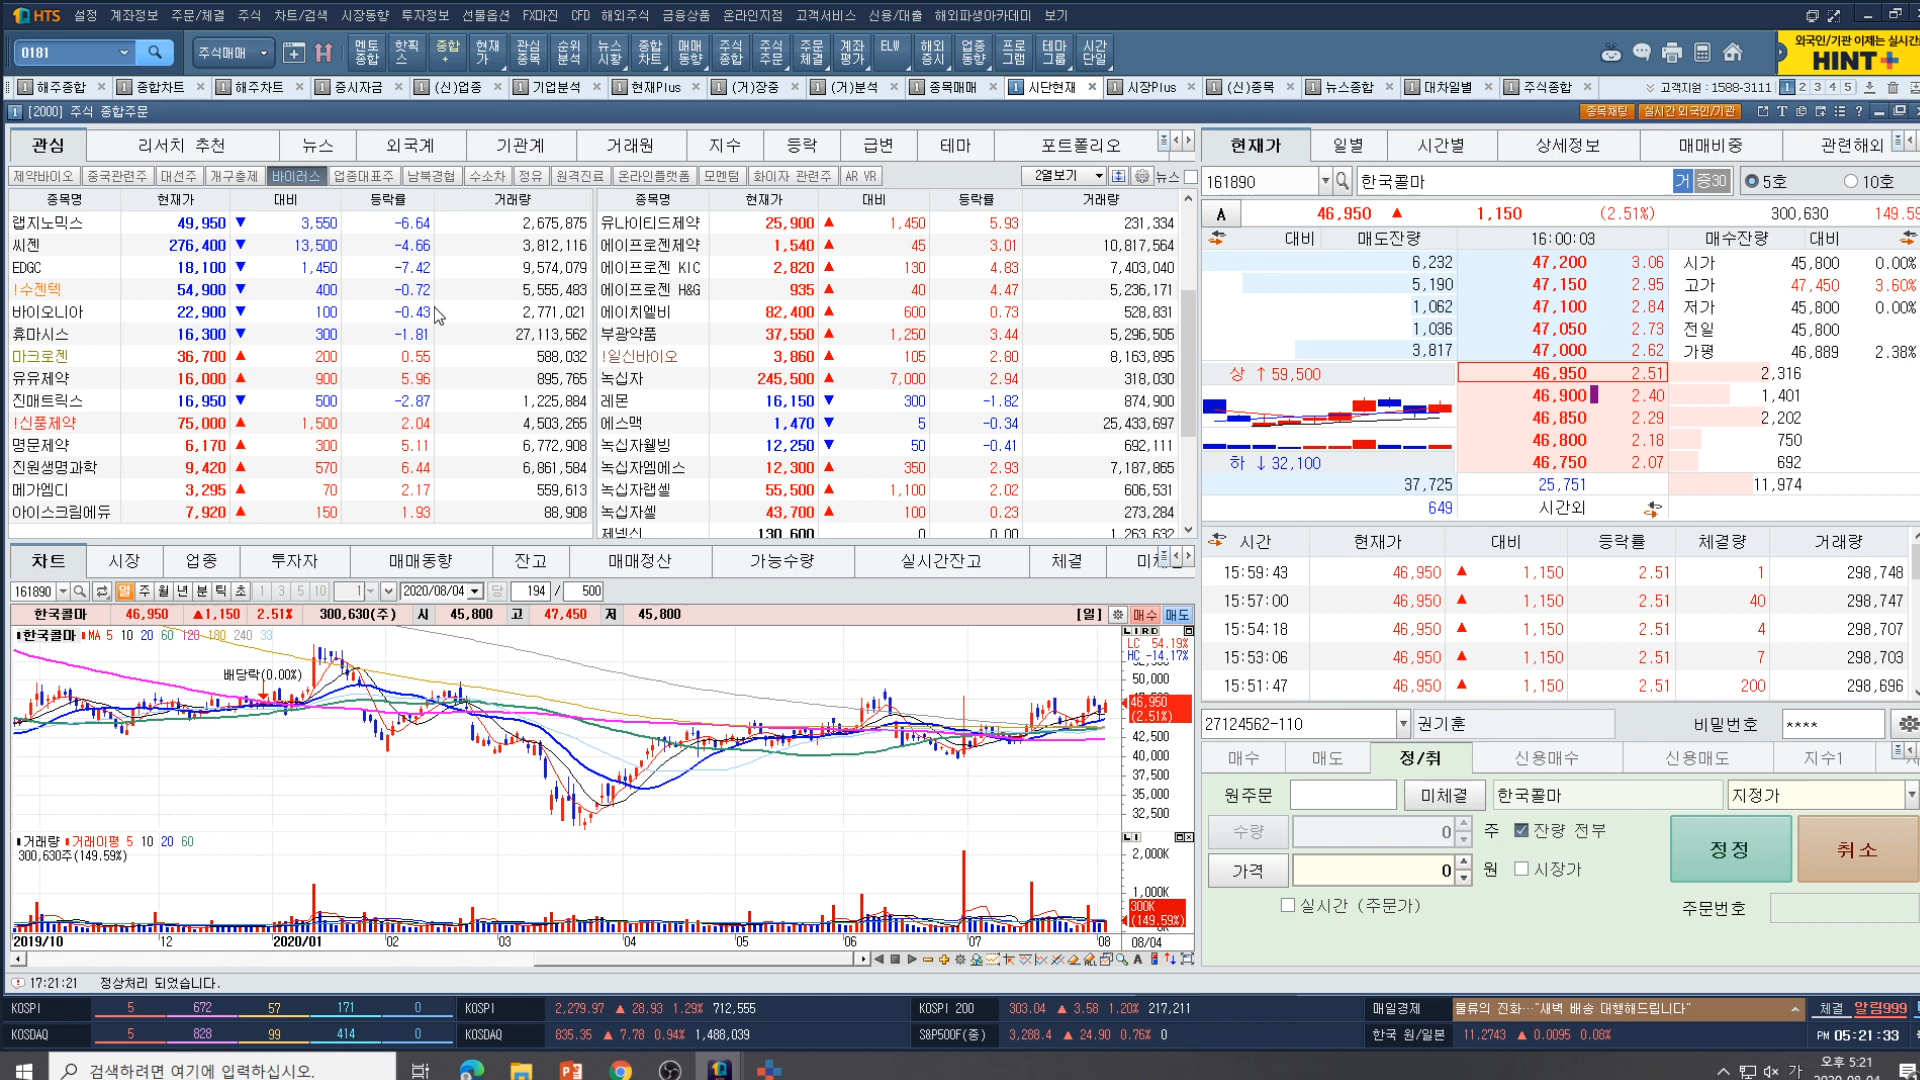 HTS 설정 계좌정보 주문/체결 주식 차트/검색 시장동향 투자정보 선물옵션 FX마진 CFD 해외주식 금융상품 온라인지점 고객서비스 신용/대출 해외파생아카데미 보기
0181 주식매매 멘토종합 핫픽스 종합+ 현재가 관심종목 순위분석 뉴스시황 종합차트 매매동향 주식종합 주식주문 주문체결 계좌평가 ELW 해외증시 업종동향 프로그램 테마그룹 시간단일
외국인/기관 이제는 실시간
HINT+
1 해주종합 × 1 종합차트 × 1 해주차트 × 1 증시자금 × 1 (신)업종 × 1 기업분석 × 1 현재Plus × 1 (거)장중 × 1 (거)분석 × 1 종목매매 × 1 시단현재 × 1 시장Plus × 1 (신)종목 × 1 뉴스종합 × 1 대차일별 × 1 주식종합 × 고객지원 : 1588-3111 1 2 3 4 5
1 [2000] 주식 종합주문 종목채팅 실시간 외국인/기관
관심 리서치 추천 뉴스 외국계 기관계 거래원 지수 등락 급변 테마 포트폴리오
제약바이오 중국관련주 대선주 개구충제 바이러스 업종대표주 남북경협 수소차 정유 원격진료 온라인플랫폼 모멘텀 화이자 관련주 AR VR 2열보기 뉴스
종목명 현재가 대비 등락률 거래량 종목명 현재가 대비 등락률 거래량
랩지노믹스 49,950 ▼ 3,550 -6.64 2,675,875 유나이티드제약 25,900 ▲ 1,450 5.93 231,334
씨젠 276,400 ▼ 13,500 -4.66 3,812,116 에이프로젠제약 1,540 ▲ 45 3.01 10,817,564
EDGC 18,100 ▼ 1,450 -7.42 9,574,079 에이프로젠 KIC 2,820 ▲ 130 4.83 7,403,040
!수젠텍 54,900 ▼ 400 -0.72 5,555,483 에이프로젠 H&G 935 ▲ 40 4.47 5,236,171
바이오니아 22,900 ▼ 100 -0.43 2,771,021 에이치엘비 82,400 ▲ 600 0.73 528,831
휴마시스 16,300 ▼ 300 -1.81 27,113,562 부광약품 37,550 ▲ 1,250 3.44 5,296,505
마크로젠 36,700 ▲ 200 0.55 588,032 !일신바이오 3,860 ▲ 105 2.80 8,163,895
유유제약 16,000 ▲ 900 5.96 895,765 녹십자 245,500 ▲ 7,000 2.94 318,030
진매트릭스 16,950 ▼ 500 -2.87 1,225,884 레몬 16,150 ▼ 300 -1.82 874,900
!신풍제약 75,000 ▲ 1,500 2.04 4,503,265 에스맥 1,470 ▼ 5 -0.34 25,433,697
명문제약 6,170 ▲ 300 5.11 6,772,908 녹십자웰빙 12,250 ▼ 50 -0.41 692,111
진원생명과학 9,420 ▲ 570 6.44 6,861,584 녹십자엠에스 12,300 ▲ 350 2.93 7,187,865
메가엠디 3,295 ▲ 70 2.17 559,613 녹십자랩셀 55,500 ▲ 1,100 2.02 606,531
아이스크림에듀 7,920 ▲ 150 1.93 88,908 녹십자셀 43,700 ▲ 100 0.23 273,284
제넥신 130,600 0 0.00 1,263,632
현재가 일별 시간별 상세정보 매매비중 관련해외
161890 한국콜마 거 증30 5호 10호
A 46,950 ▲ 1,150 (2.51%) 300,630 149.59
대비 매도잔량 16:00:03 매수잔량 대비
6,232 47,200 3.06 시가 45,800 0.00%
5,190 47,150 2.95 고가 47,450 3.60%
1,062 47,100 2.84 저가 45,800 0.00%
1,036 47,050 2.73 전일 45,800
3,817 47,000 2.62 가평 46,889 2.38%
상 ↑ 59,500 46,950 2.51 2,316
46,900 2.40 1,401
46,850 2.29 2,202
46,800 2.18 750
하 ↓ 32,100 46,750 2.07 692
37,725 25,751 11,974
649 시간외
시간 현재가 대비 등락률 체결량 거래량
15:59:43 46,950 ▲ 1,150 2.51 1 298,748
15:57:00 46,950 ▲ 1,150 2.51 40 298,747
15:54:18 46,950 ▲ 1,150 2.51 4 298,707
15:53:06 46,950 ▲ 1,150 2.51 7 298,703
15:51:47 46,950 ▲ 1,150 2.51 200 298,696
차트 시장 업종 투자자 매매동향 잔고 매매정산 가능수량 실시간잔고 체결
161890 일 주 월 년 분 틱 초 1 3 5 10 1 2020/08/04 당 194 / 500
한국콜마 46,950 ▲1,150 2.51% 300,630(주) 시 45,800 고 47,450 저 45,800 [일] 매수 매도
한국콜마 MA 5 10 20 60 120 180 240 33
LC 54.19%
HC -14.17%
배당락(0.00%)
50,000
46,950
(2.51%)
42,500
40,000
37,500
35,000
32,500
거래량 거래이평 5 10 20 60
300,630주(149.59%)
2,000K
1,000K
300K
(149.59%)
2019/10 12 2020/01 02 03 04 05 06 07 08 08/04
27124562-110 권기훈 비밀번호 ****
매수 매도 정/취 신용매수 신용매도 지수1
원주문 미체결 한국콜마 지정가
수량 0 주 잔량 전부 정정 취소
가격 0 원 시장가
실시간 (주문가) 주문번호
17:21:21 정상처리 되었습니다.
KOSPI 5 672 57 171 0 KOSPI 2,279.97 ▲ 28.93 1.29% 712,555 KOSPI 200 303.04 ▲ 3.58 1.20% 217,211 매일경제 물류의 진화…"새벽 배송 대행해드립니다" 체결 알림999
KOSDAQ 5 828 99 414 0 KOSDAQ 835.35 ▲ 7.78 0.94% 1,488,039 S&P500F(종) 3,288.4 ▲ 24.90 0.76% 0 한국 원/일본 11.2743 ▲ 0.0095 0.08% PM 05:21:33
검색하려면 여기에 입력하십시오. 가 오후 5:21
2020-08-04